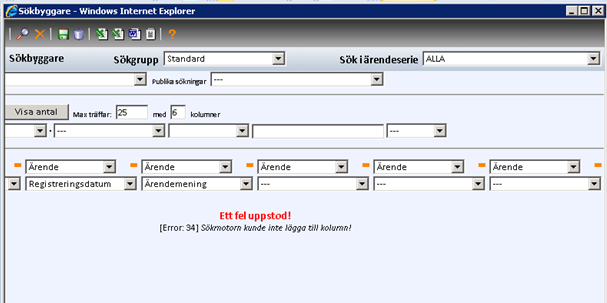 Sökbyggare - Windows Internet Explorer
Sökbyggare Sökgrupp Standard Sök i ärendeserie ALLA
Publika sökningar ---
Visa antal Max träffar: 25 med 6 kolumner
- --- ---
Ärende Ärende Ärende Ärende Ärende
Registreringsdatum Ärendemening --- --- ---
Ett fel uppstod!
[Error: 34] Sökmotorn kunde inte lägga till kolumn!